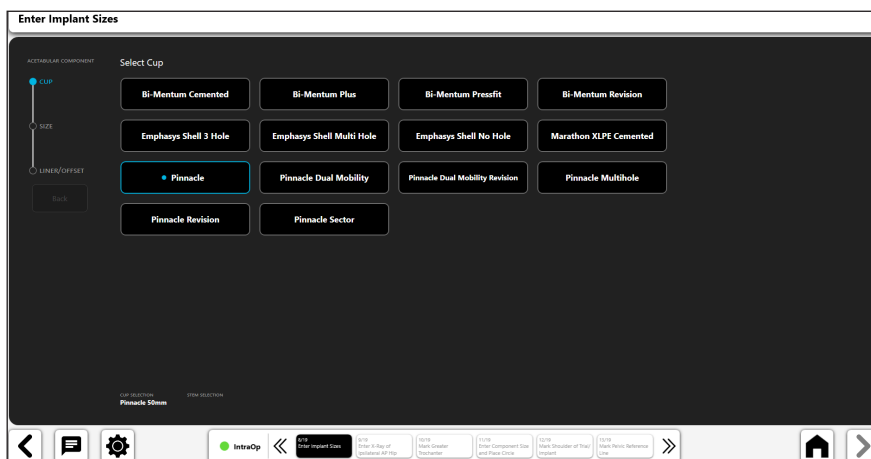 Enter Implant Sizes
ACETABULAR COMPONENT
CUP
SIZE
LINER/OFFSET
Back
Select Cup
Bi-Mentum Cemented
Bi-Mentum Plus
Bi-Mentum Pressfit
Bi-Mentum Revision
Emphasys Shell 3 Hole
Emphasys Shell Multi Hole
Emphasys Shell No Hole
Marathon XLPE Cemented
Pinnacle
Pinnacle Dual Mobility
Pinnacle Dual Mobility Revision
Pinnacle Multihole
Pinnacle Revision
Pinnacle Sector
CUP SELECTION
Pinnacle 50mm
STEM SELECTION
IntraOp
8/19
Enter Implant Sizes
9/19
Enter X-Ray of
Ipsilateral AP Hip
10/19
Mark Greater
Trochanter
11/19
Enter Component Size
and Place Circle
12/19
Mark Shoulder of Trial/
Implant
13/19
Mark Pelvic Reference
Line